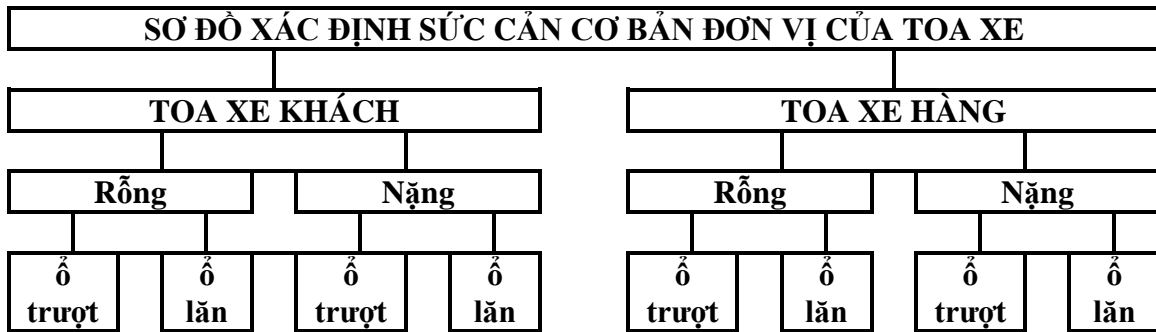 SƠ ĐỒ XÁC ĐỊNH SỨC CẢN CƠ BẢN ĐƠN VỊ CỦA TOA XE
TOA XE KHÁCH
TOA XE HÀNG
Rỗng
Nặng
Rỗng
Nặng
ổ
trượt
ổ
lăn
ổ
trượt
ổ
lăn
ổ
trượt
ổ
lăn
ổ
trượt
ổ
lăn